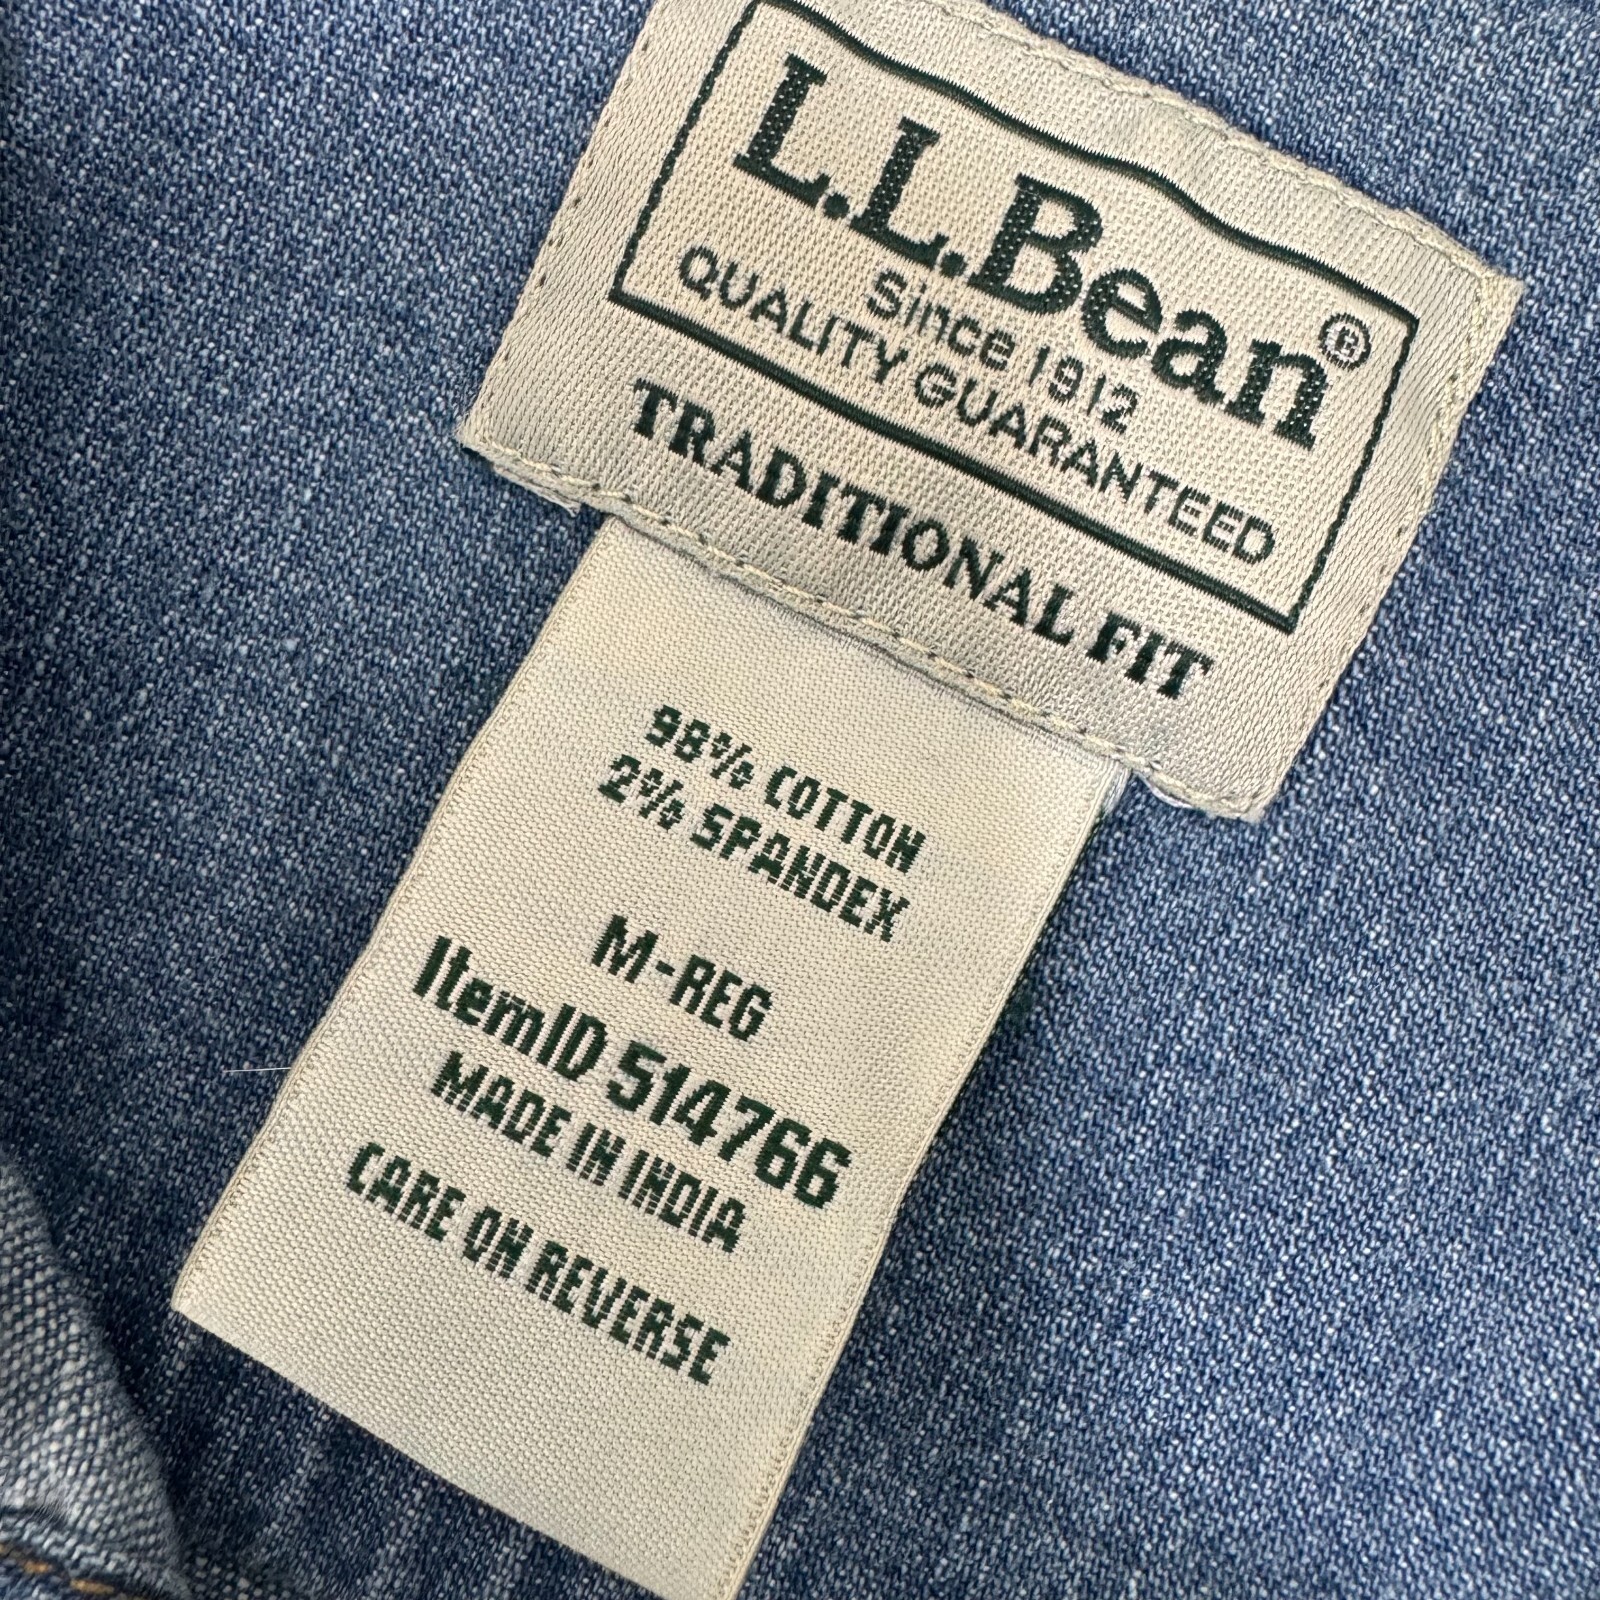 L.L.Bean®
Since 1912
QUALITY GUARANTEED
TRADITIONAL FIT
98% COTTON
2% SPANDEX
M-REG
ItemID 514766
MADE IN INDIA
CARE ON REVERSE